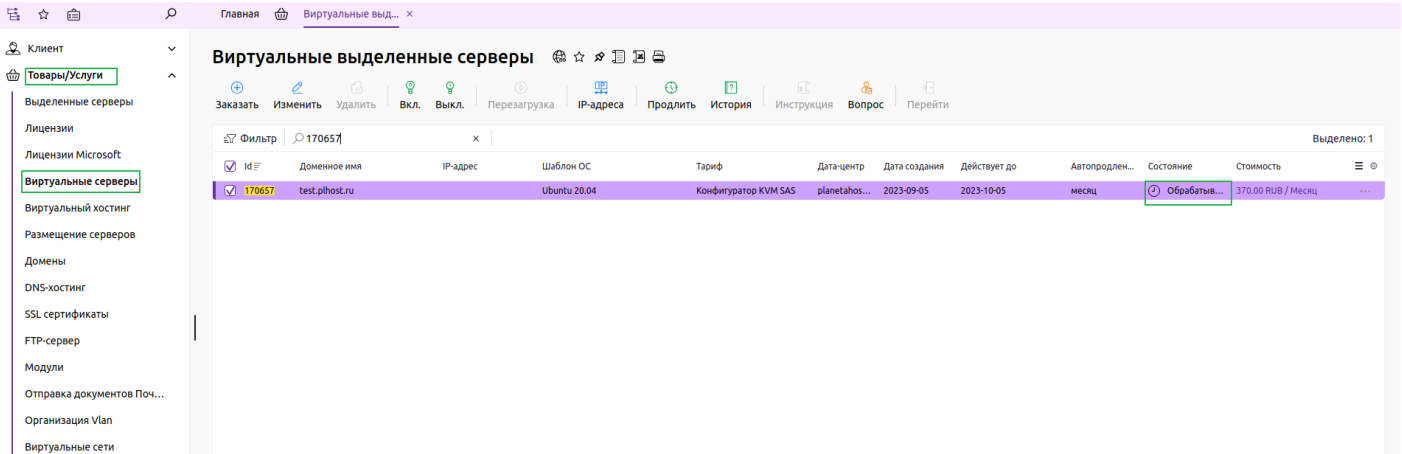 Главная Виртуальные выд... ×
Клиент
Товары/Услуги
Выделенные серверы
Лицензии
Лицензии Microsoft
Виртуальные серверы
Виртуальный хостинг
Размещение серверов
Домены
DNS-хостинг
SSL сертификаты
FTP-сервер
Модули
Отправка документов Поч...
Организация Vlan
Виртуальные сети
Виртуальные выделенные серверы
Заказать Изменить Удалить Вкл. Выкл. Перезагрузка IP-адреса Продлить История Инструкция Вопрос Перейти
Фильтр 170657 × Выделено: 1
Id Доменное имя IP-адрес Шаблон ОС Тариф Дата-центр Дата создания Действует до Автопродлен... Состояние Стоимость
170657 test.plhost.ru Ubuntu 20.04 Конфигуратор KVM SAS planetahos... 2023-09-05 2023-10-05 месяц Обрабатыв... 370.00 RUB / Месяц ...